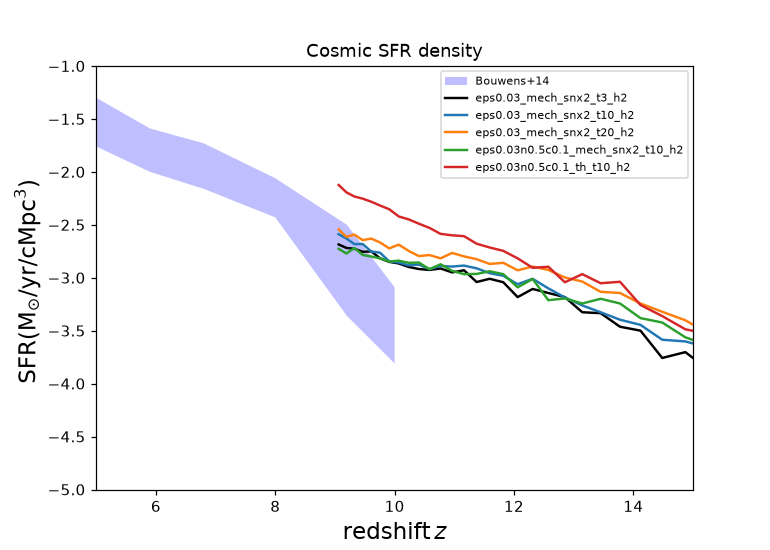 Cosmic SFR density
SFR(M⊙/yr/cMpc³)
−1.0
−1.5
−2.0
−2.5
−3.0
−3.5
−4.0
−4.5
−5.0
Bouwens+14
eps0.03_mech_snx2_t3_h2
eps0.03_mech_snx2_t10_h2
eps0.03_mech_snx2_t20_h2
eps0.03n0.5c0.1_mech_snx2_t10_h2
eps0.03n0.5c0.1_th_t10_h2
6 8 10 12 14
redshift z